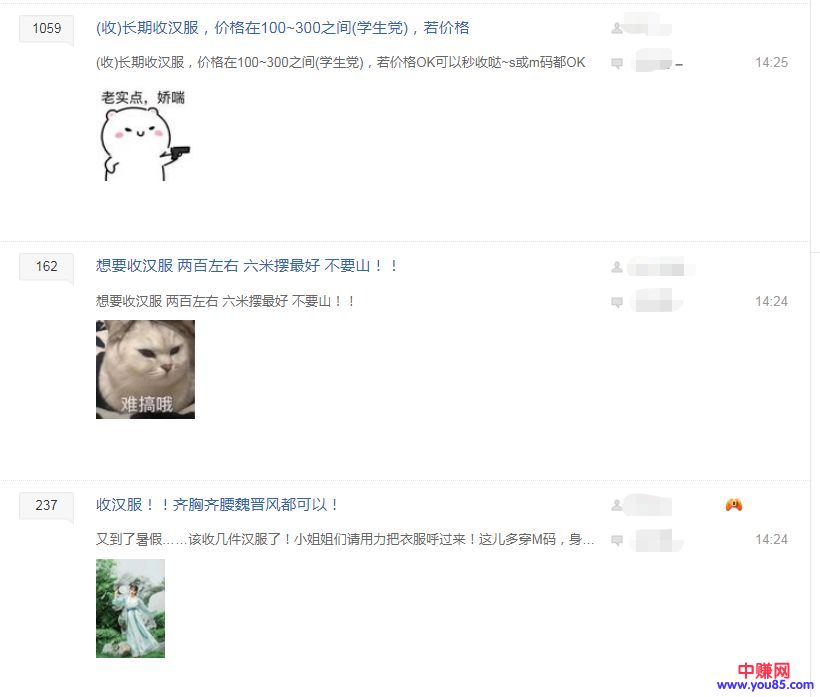 1059
(收)长期收汉服，价格在100~300之间(学生党)，若价格
(收)长期收汉服，价格在100~300之间(学生党)，若价格OK可以秒收哒~s或m码都OK
14:25
老实点，娇喘
162
想要收汉服 两百左右 六米摆最好 不要山！！
想要收汉服 两百左右 六米摆最好 不要山！！
14:24
难搞哦
237
收汉服！！齐胸齐腰魏晋风都可以！
又到了暑假……该收几件汉服了！小姐姐们请用力把衣服呼过来！这儿多穿M码，身...
14:24
中赚网
www.you85.com